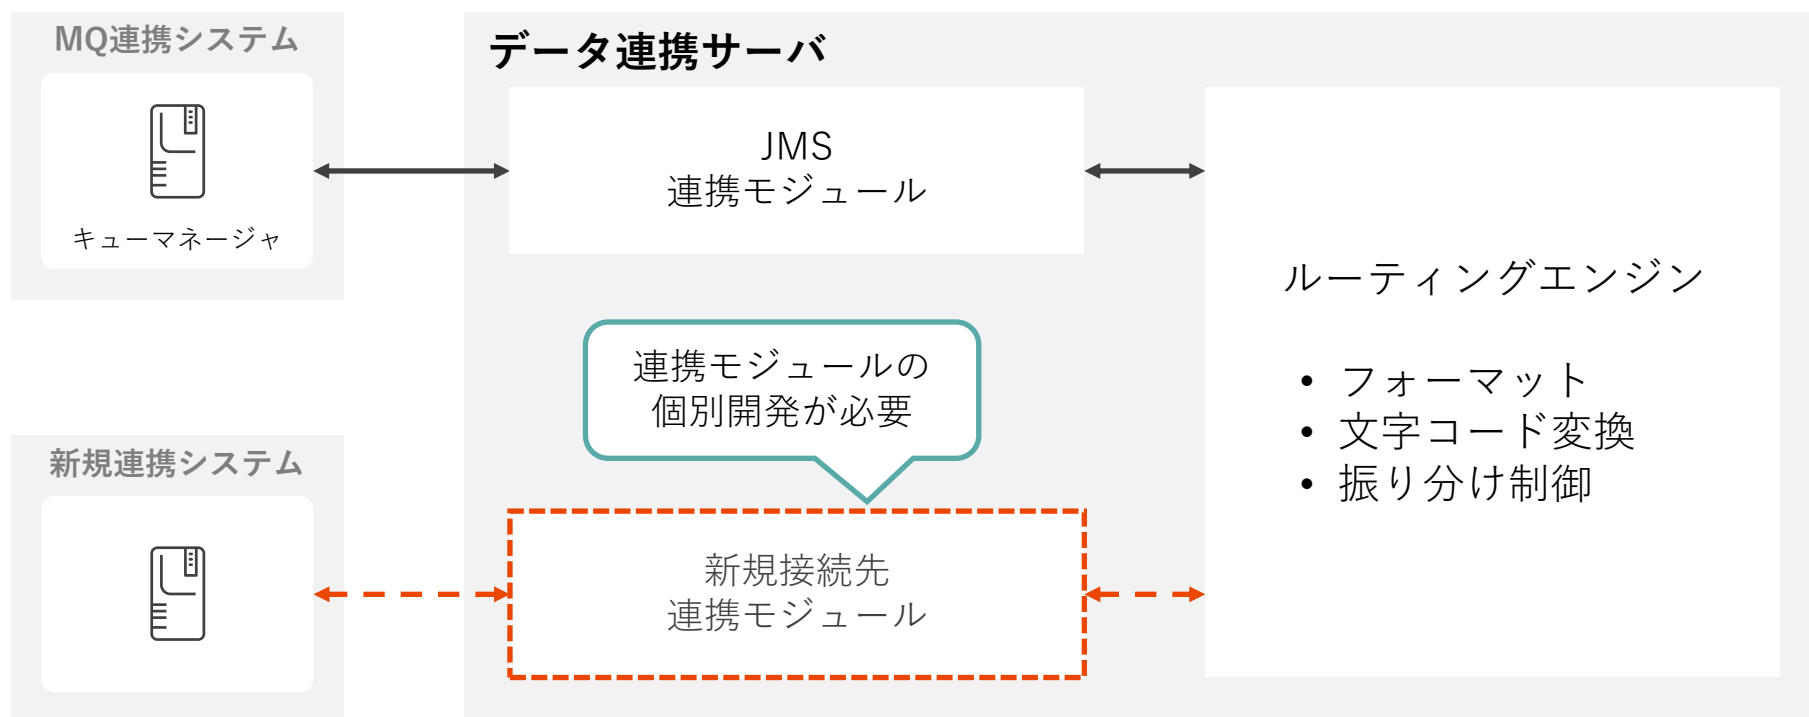 MQ連携システム
キューマネージャ
データ連携サーバ
JMS
連携モジュール
ルーティングエンジン
• フォーマット
• 文字コード変換
• 振り分け制御
連携モジュールの
個別開発が必要
新規連携システム
新規接続先
連携モジュール